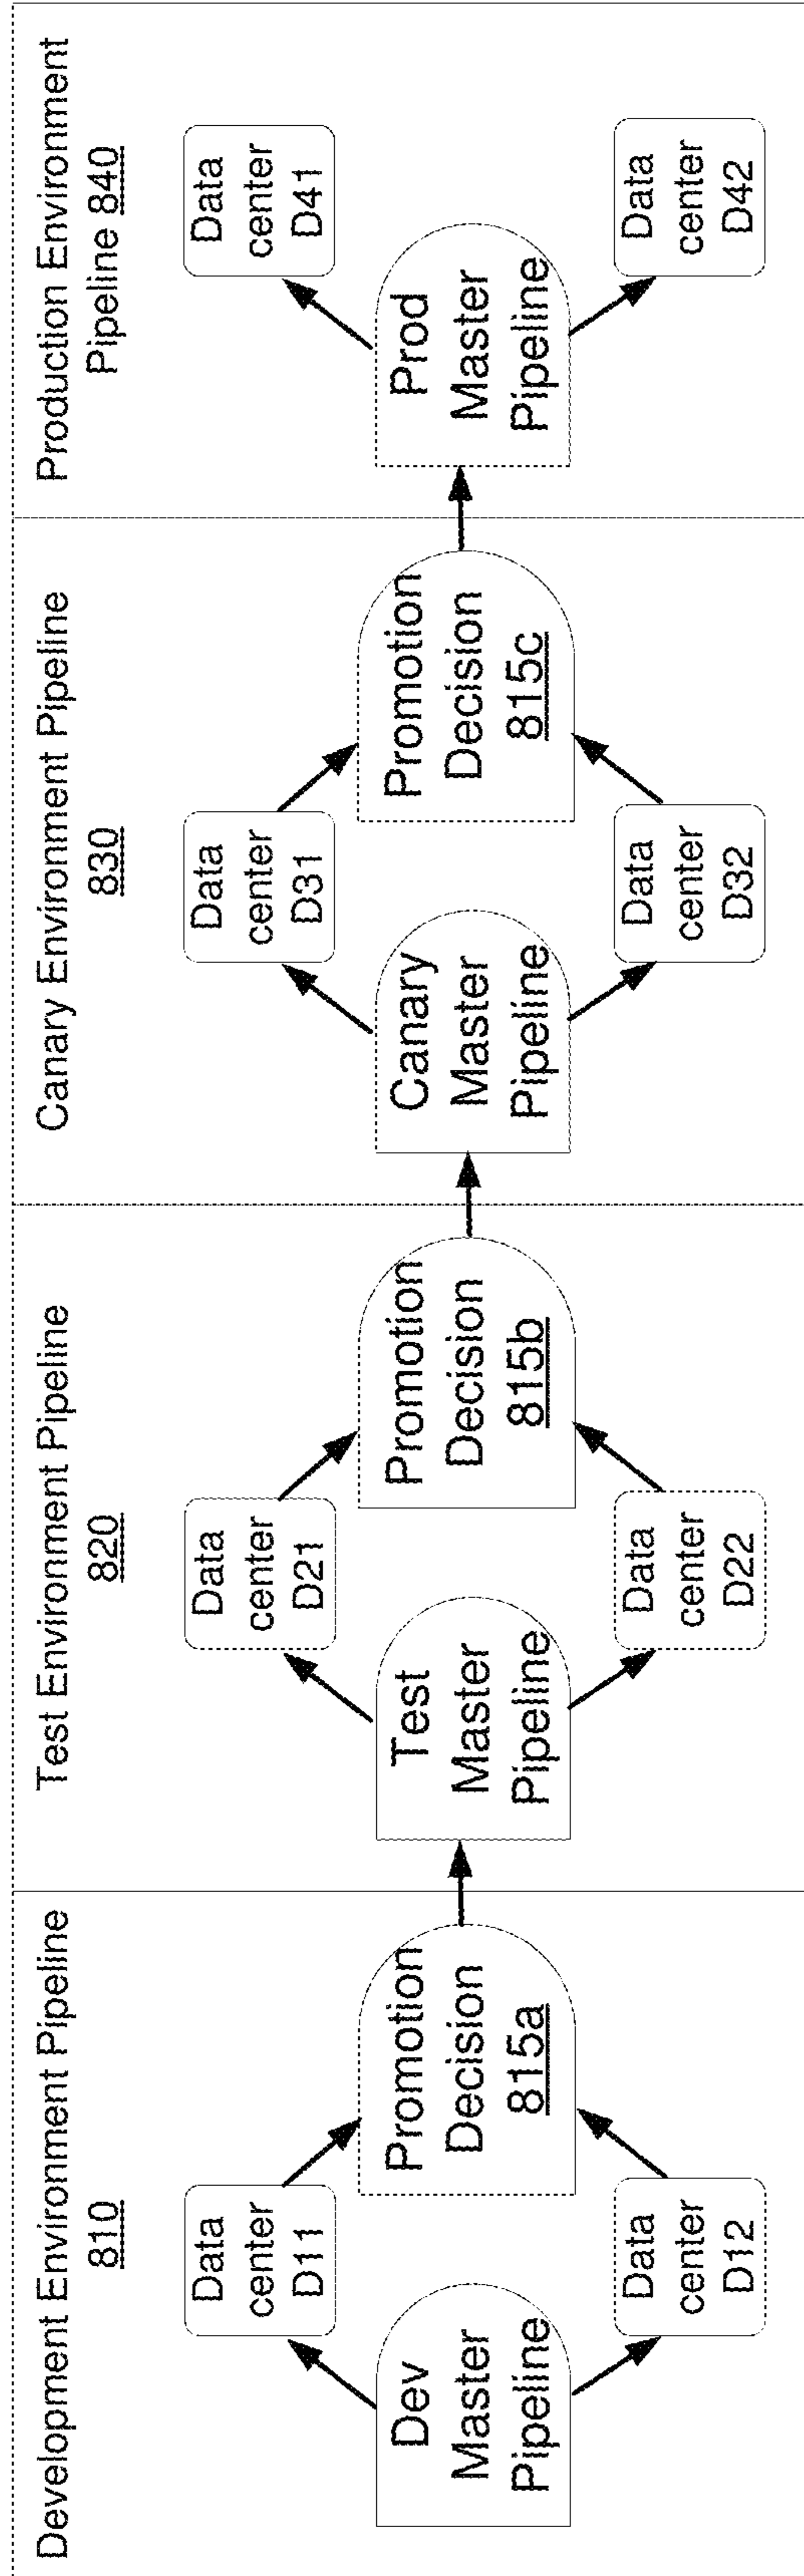 Development Environment Pipeline
810
Data
center
D11
Dev
Master
Pipeline
Data
center
D12
Promotion
Decision
815a
Test Environment Pipeline
820
Data
center
D21
Test
Master
Pipeline
Data
center
D22
Promotion
Decision
815b
Canary Environment Pipeline
830
Data
center
D31
Canary
Master
Pipeline
Data
center
D32
Promotion
Decision
815c
Production Environment
Pipeline 840
Data
center
D41
Prod
Master
Pipeline
Data
center
D42